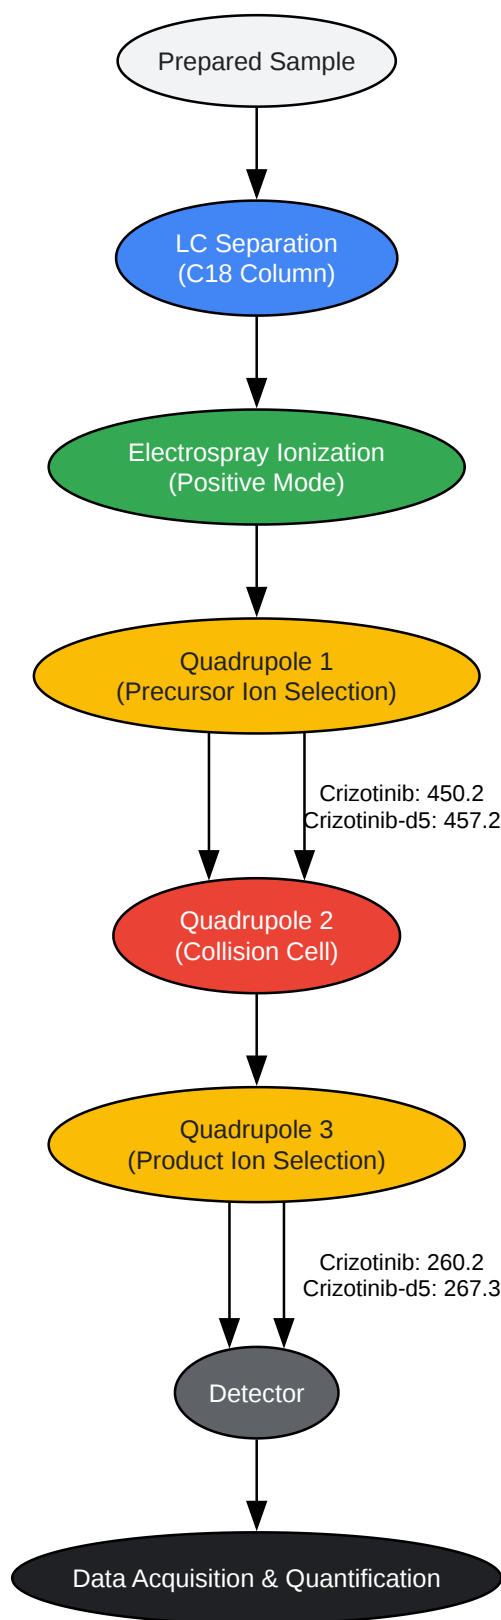 Prepared Sample
LC Separation
(C18 Column)
Electrospray Ionization
(Positive Mode)
Quadrupole 1
(Precursor Ion Selection)
Crizotinib: 450.2
Crizotinib-d5: 457.2
Quadrupole 2
(Collision Cell)
Quadrupole 3
(Product Ion Selection)
Crizotinib: 260.2
Crizotinib-d5: 267.3
Detector
Data Acquisition & Quantification